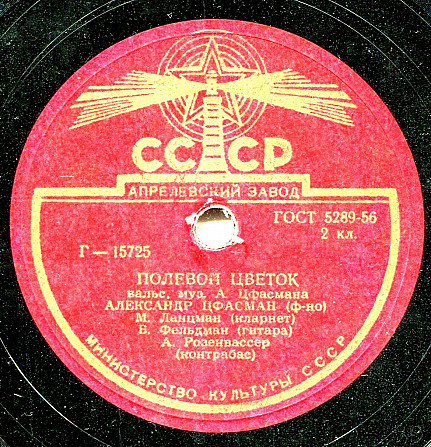 СССР
АПРЕЛЕВСКИЙ ЗАВОД
ГОСТ 5289-56
2 кл.
Г—15725
ПОЛЕВОЙ ЦВЕТОК
вальс, муз. А. Цфасмана
АЛЕКСАНДР ЦФАСМАН (ф-но)
М. Ланцман (кларнет)
В. Фельдман (гитара)
А. Розенвассер
(контрабас)
МИНИСТЕРСТВО КУЛЬТУРЫ СССР